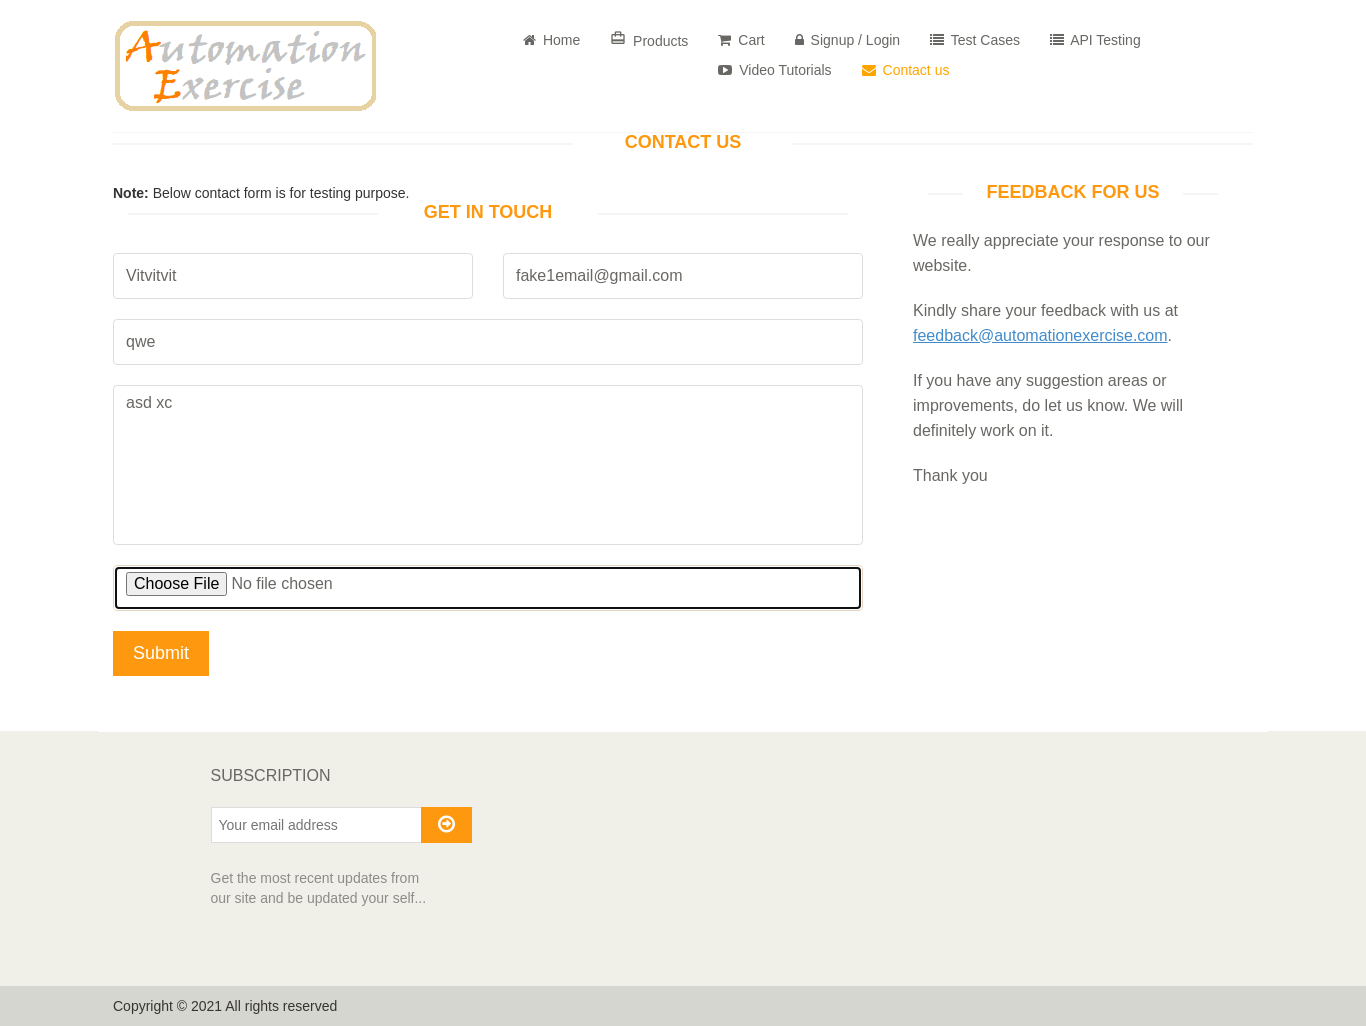 Automation
Exercise
Home
Products
Cart
Signup / Login
Test Cases
API Testing
Video Tutorials
Contact us
CONTACT US
Note: Below contact form is for testing purpose.
GET IN TOUCH
Vitvitvit
fake1email@gmail.com
qwe
asd xc
Choose File No file chosen
Submit
FEEDBACK FOR US
We really appreciate your response to our
website.
Kindly share your feedback with us at
feedback@automationexercise.com.
If you have any suggestion areas or
improvements, do let us know. We will
definitely work on it.
Thank you
SUBSCRIPTION
Your email address
Get the most recent updates from
our site and be updated your self...
Copyright © 2021 All rights reserved